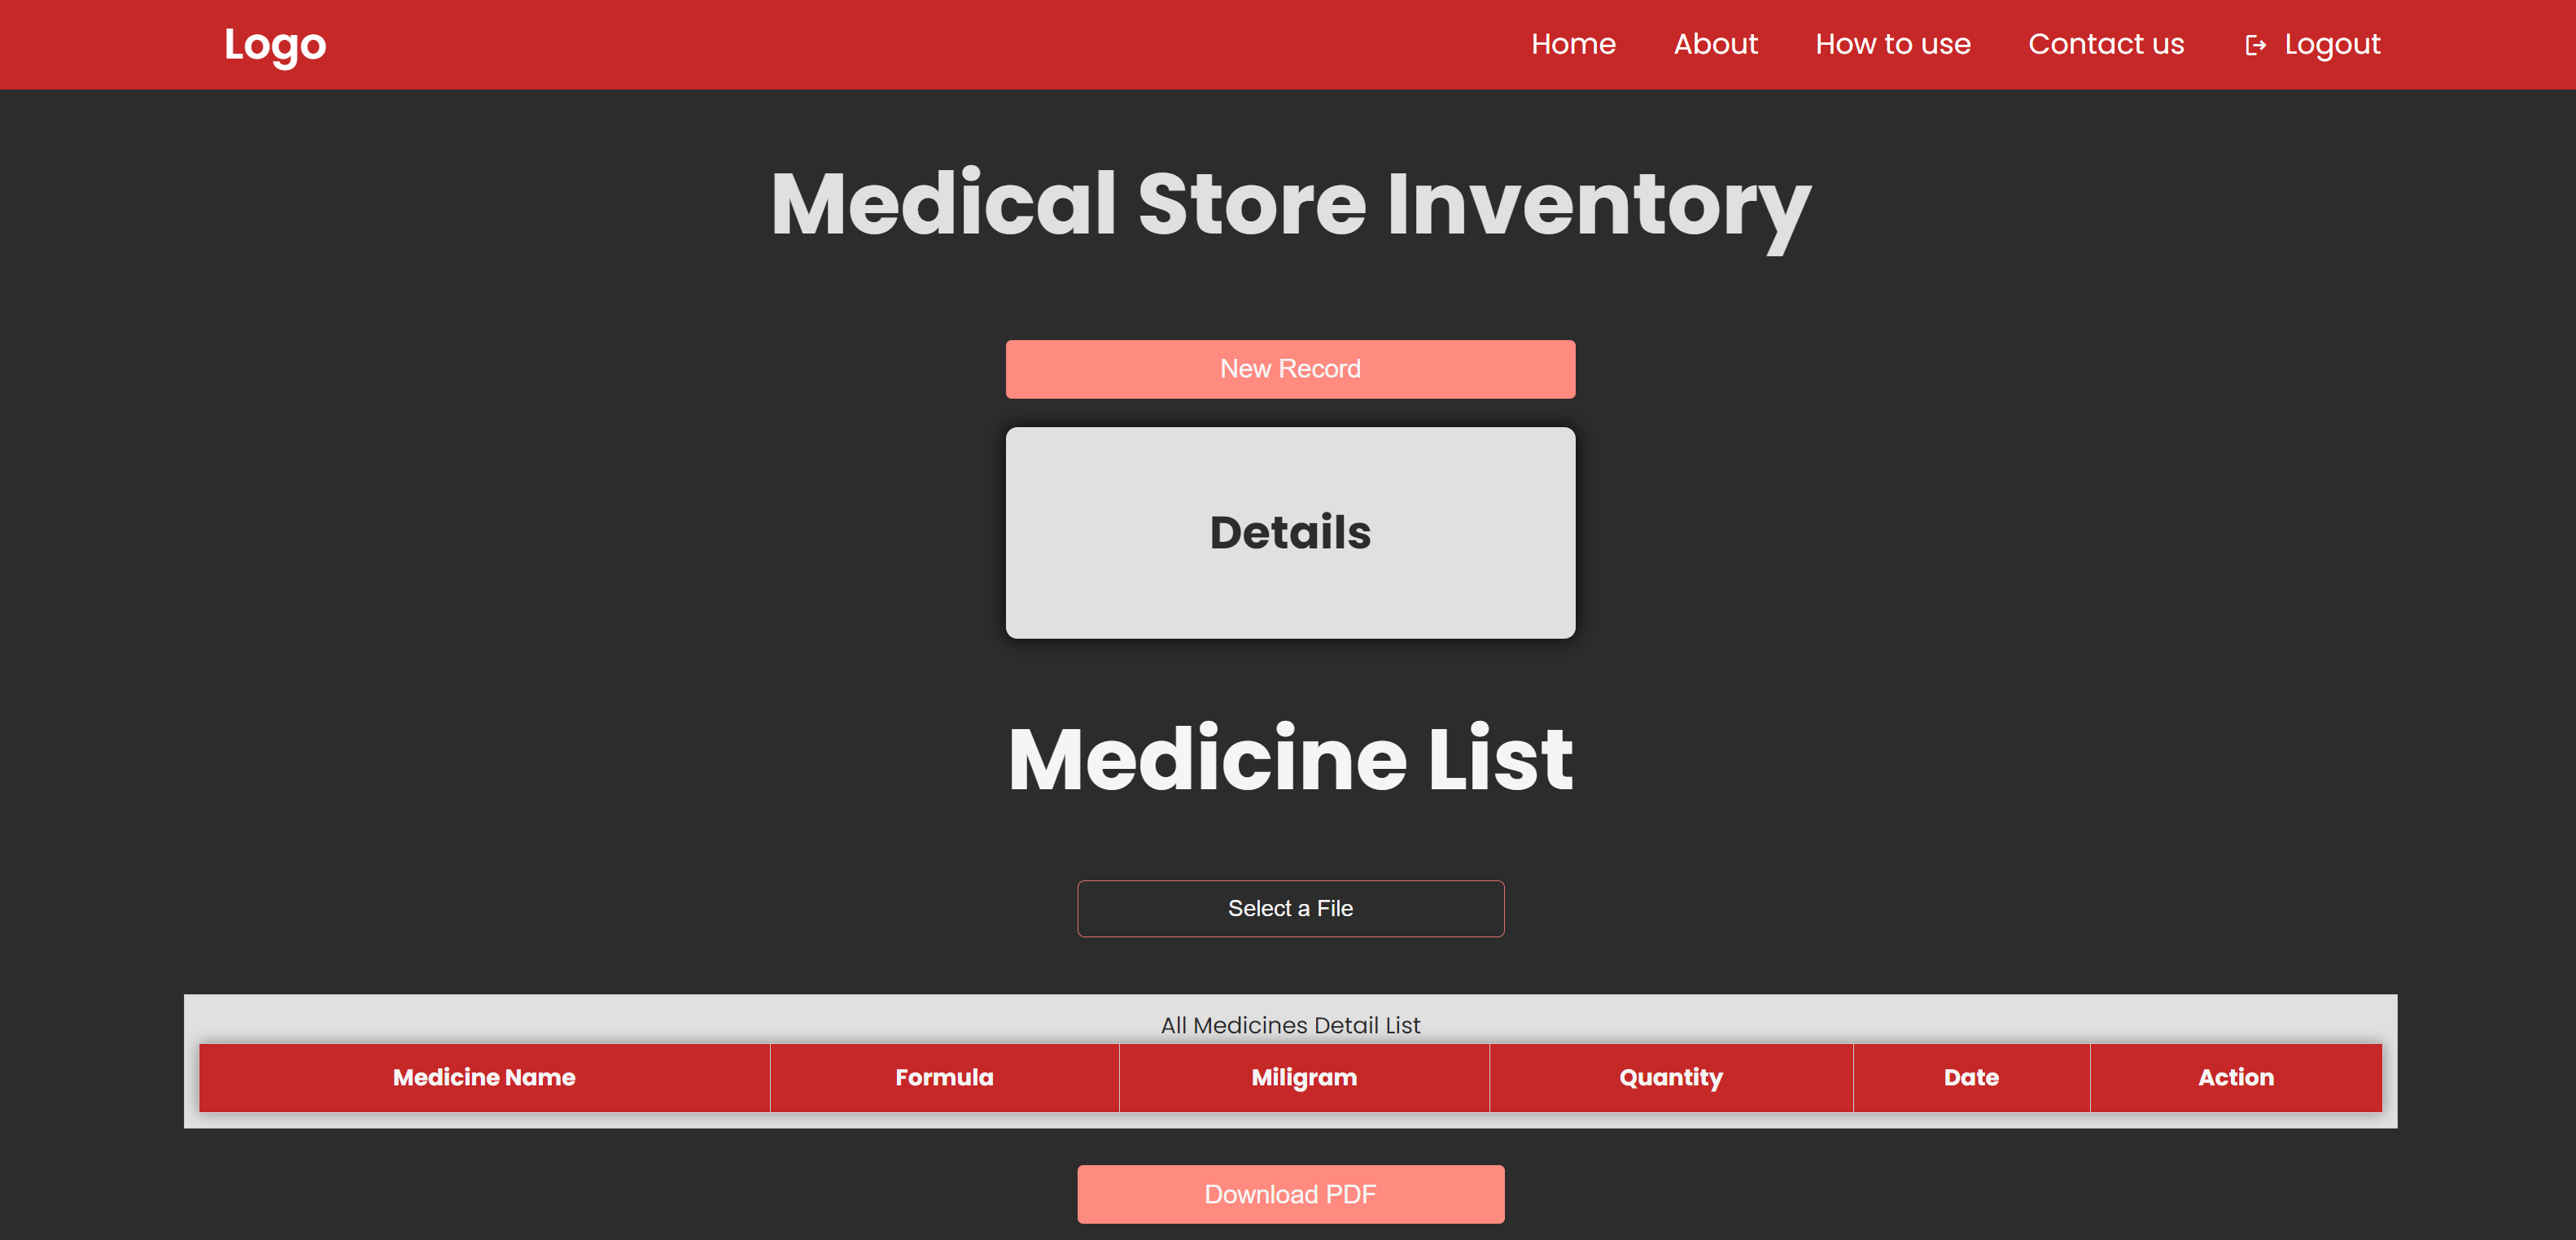 Logo Home About How to use Contact us Logout
Medical Store Inventory
New Record
Details
Medicine List
Select a File
All Medicines Detail List
Medicine Name Formula Miligram Quantity Date Action
Download PDF